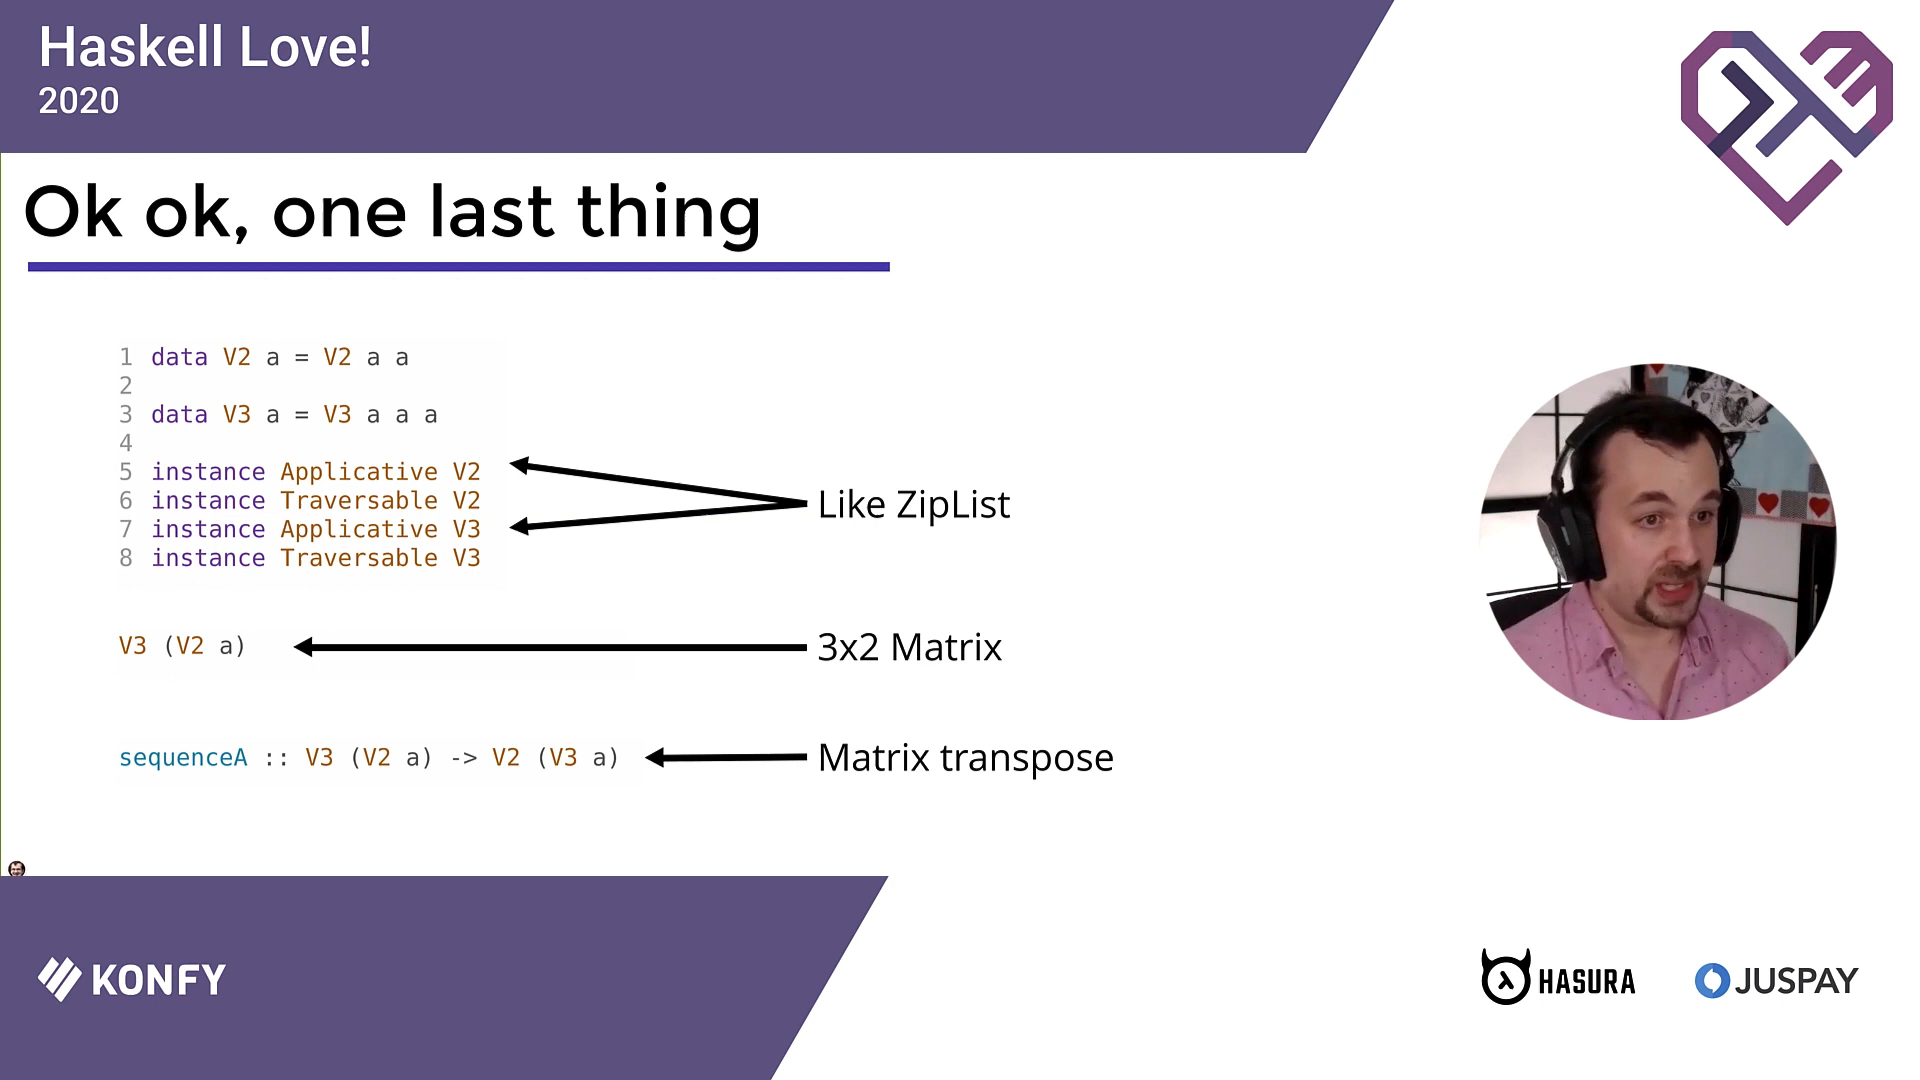 Haskell Love!
2020
Ok ok, one last thing
1 data V2 a = V2 a a
2
3 data V3 a = V3 a a a
4
5 instance Applicative V2
6 instance Traversable V2
7 instance Applicative V3
8 instance Traversable V3
Like ZipList
V3 (V2 a)
3x2 Matrix
sequenceA :: V3 (V2 a) -> V2 (V3 a)
Matrix transpose
KONFY
HASURA
JUSPAY